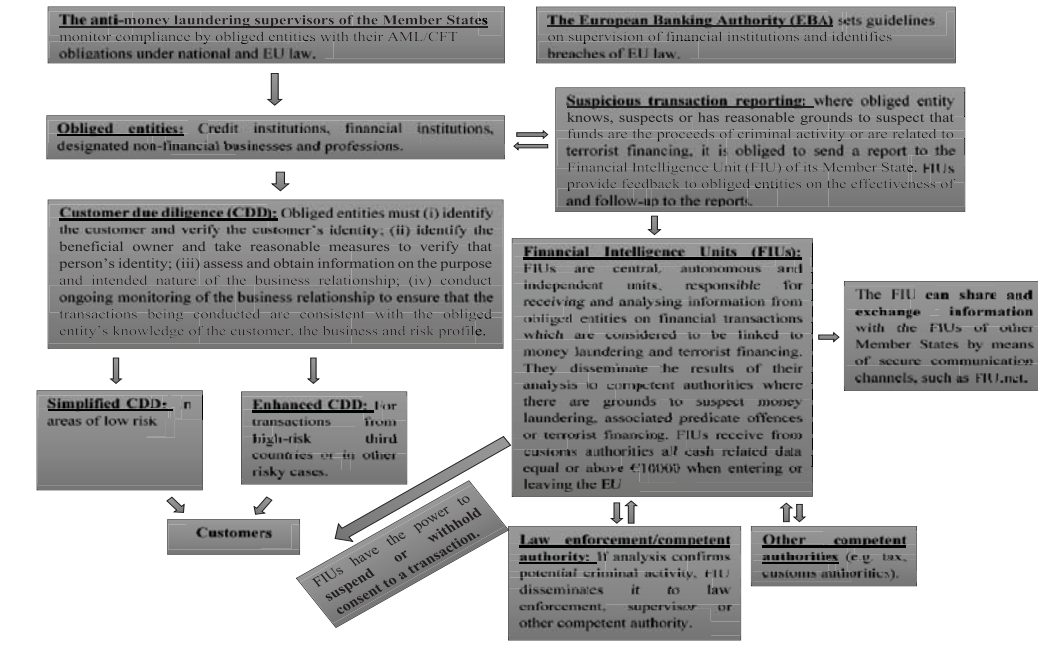 The anti-money laundering supervisors of the Member States
monitor compliance by obliged entities with their AML/CFT
obligations under national and EU law.
The European Banking Authority (EBA) sets guidelines
on supervision of financial institutions and identifies
breaches of EU law.
Obliged entities: Credit institutions, financial institutions,
designated non-financial businesses and professions.
Suspicious transaction reporting: where obliged entity
knows, suspects or has reasonable grounds to suspect that
funds are the proceeds of criminal activity or are related to
terrorist financing, it is obliged to send a report to the
Financial Intelligence Unit (FIU) of its Member State. FIUs
provide feedback to obliged entities on the effectiveness of
and follow-up to the reports.
Customer due diligence (CDD): Obliged entities must (i) identify
the customer and verify the customer's identity; (ii) identify the
beneficial owner and take reasonable measures to verify that
person's identity; (iii) assess and obtain information on the purpose
and intended nature of the business relationship; (iv) conduct
ongoing monitoring of the business relationship to ensure that the
transactions being conducted are consistent with the obliged
entity's knowledge of the customer, the business and risk profile.
Financial Intelligence Units (FIUs):
FIUs are central, autonomous and
independent units, responsible for
receiving and analysing information from
obliged entities on financial transactions
which are considered to be linked to
money laundering and terrorist financing.
They disseminate the results of their
analysis to competent authorities where
there are grounds to suspect money
laundering, associated predicate offences
or terrorist financing. FIUs receive from
customs authorities all cash related data
equal or above €10000 when entering or
leaving the EU
The FIU can share and
exchange information
with the FIUs of other
Member States by means
of secure communication
channels, such as FIU.net.
Simplified CDD- n
areas of low risk
Enhanced CDD: For
transactions from
high-risk third
countries or in other
risky cases.
Customers
FIUs have the power to
suspend or withhold
consent to a transaction.
Law enforcement/competent
authority: If analysis confirms
potential criminal activity, FIU
disseminates it to law
enforcement, supervisor or
other competent authority.
Other competent
authorities (e.g. tax,
customs authorities).